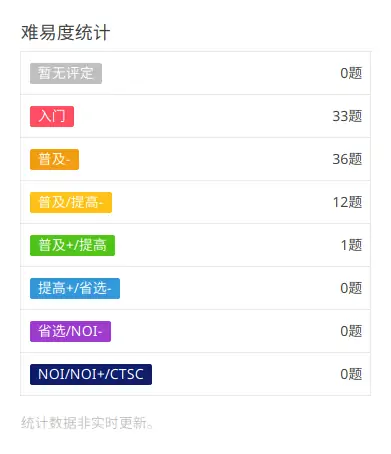 难易度统计
暂无评定 0题
入门 33题
普及- 36题
普及/提高- 12题
普及+/提高 1题
提高+/省选- 0题
省选/NOI- 0题
NOI/NOI+/CTSC 0题
统计数据非实时更新。